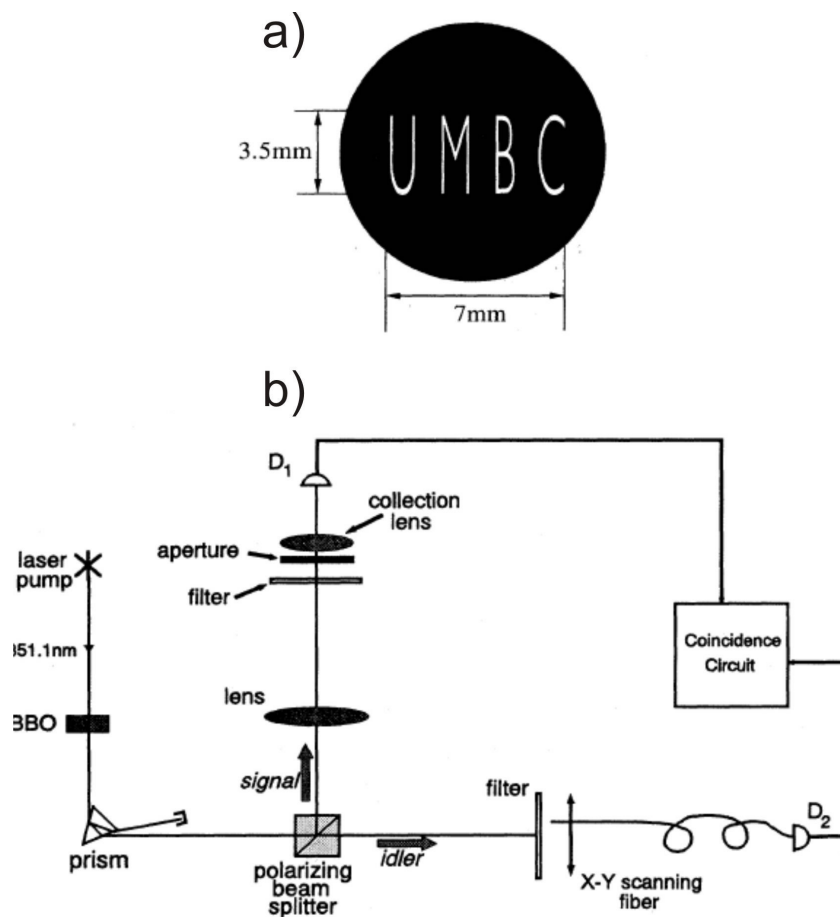 a)
UMBC
3.5mm
7mm
b)
D1
collection
lens
aperture
filter
laser
pump
351.1nm
BBO
lens
Coincidence
Circuit
signal
filter
D2
prism
idler
polarizing
beam
splitter
X-Y scanning
fiber